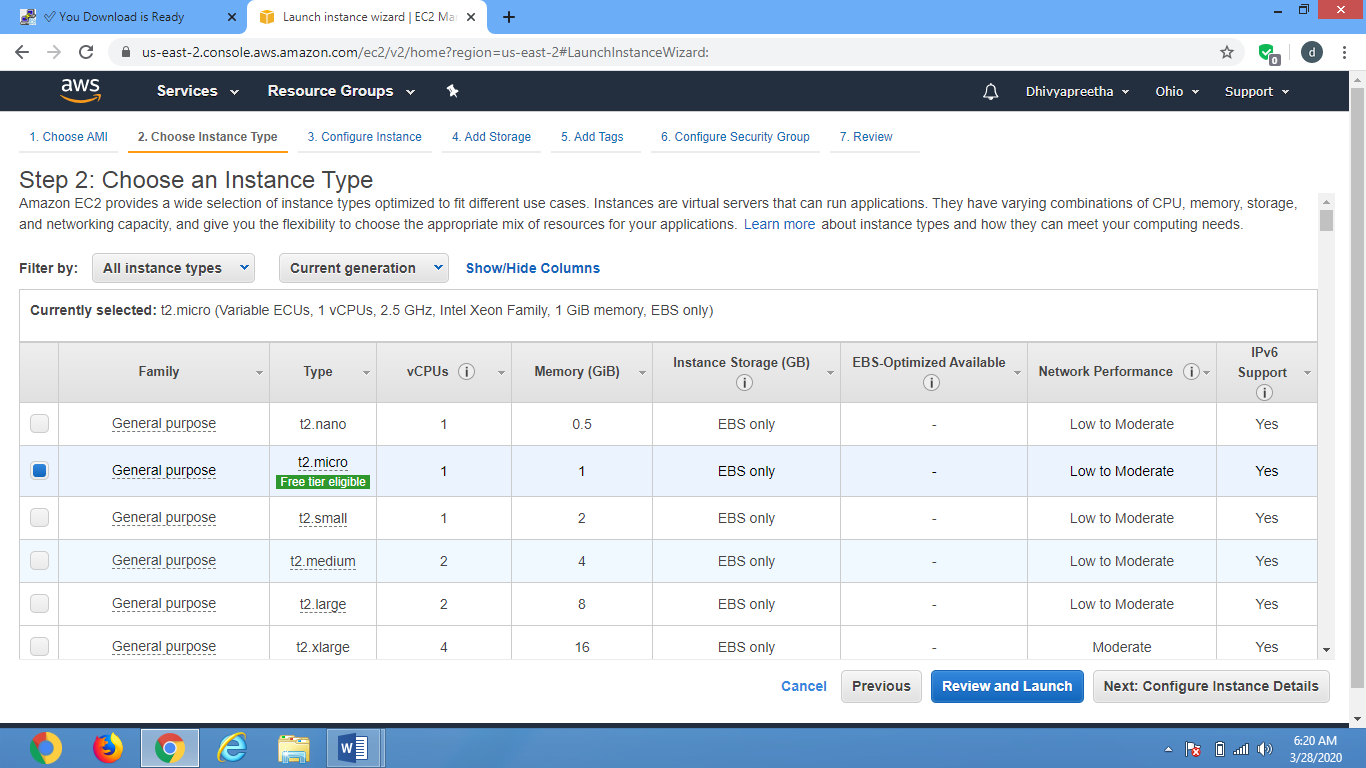 You Download is Ready
Launch instance wizard | EC2 Ma
us-east-2.console.aws.amazon.com/ec2/v2/home?region=us-east-2#LaunchInstanceWizard:
0
d
aws
Services
Resource Groups
Dhivyapreetha
Ohio
Support
1. Choose AMI
2. Choose Instance Type
3. Configure Instance
4. Add Storage
5. Add Tags
6. Configure Security Group
7. Review
Step 2: Choose an Instance Type
Amazon EC2 provides a wide selection of instance types optimized to fit different use cases. Instances are virtual servers that can run applications. They have varying combinations of CPU, memory, storage,
and networking capacity, and give you the flexibility to choose the appropriate mix of resources for your applications. Learn more about instance types and how they can meet your computing needs.
Filter by: All instance types Current generation Show/Hide Columns
Currently selected: t2.micro (Variable ECUs, 1 vCPUs, 2.5 GHz, Intel Xeon Family, 1 GiB memory, EBS only)
Family Type vCPUs Memory (GiB) Instance Storage (GB) EBS-Optimized Available Network Performance IPv6 Support
General purpose t2.nano 1 0.5 EBS only - Low to Moderate Yes
General purpose t2.micro 1 1 EBS only - Low to Moderate Yes
Free tier eligible
General purpose t2.small 1 2 EBS only - Low to Moderate Yes
General purpose t2.medium 2 4 EBS only - Low to Moderate Yes
General purpose t2.large 2 8 EBS only - Low to Moderate Yes
General purpose t2.xlarge 4 16 EBS only - Moderate Yes
Cancel Previous Review and Launch Next: Configure Instance Details
6:20 AM
3/28/2020